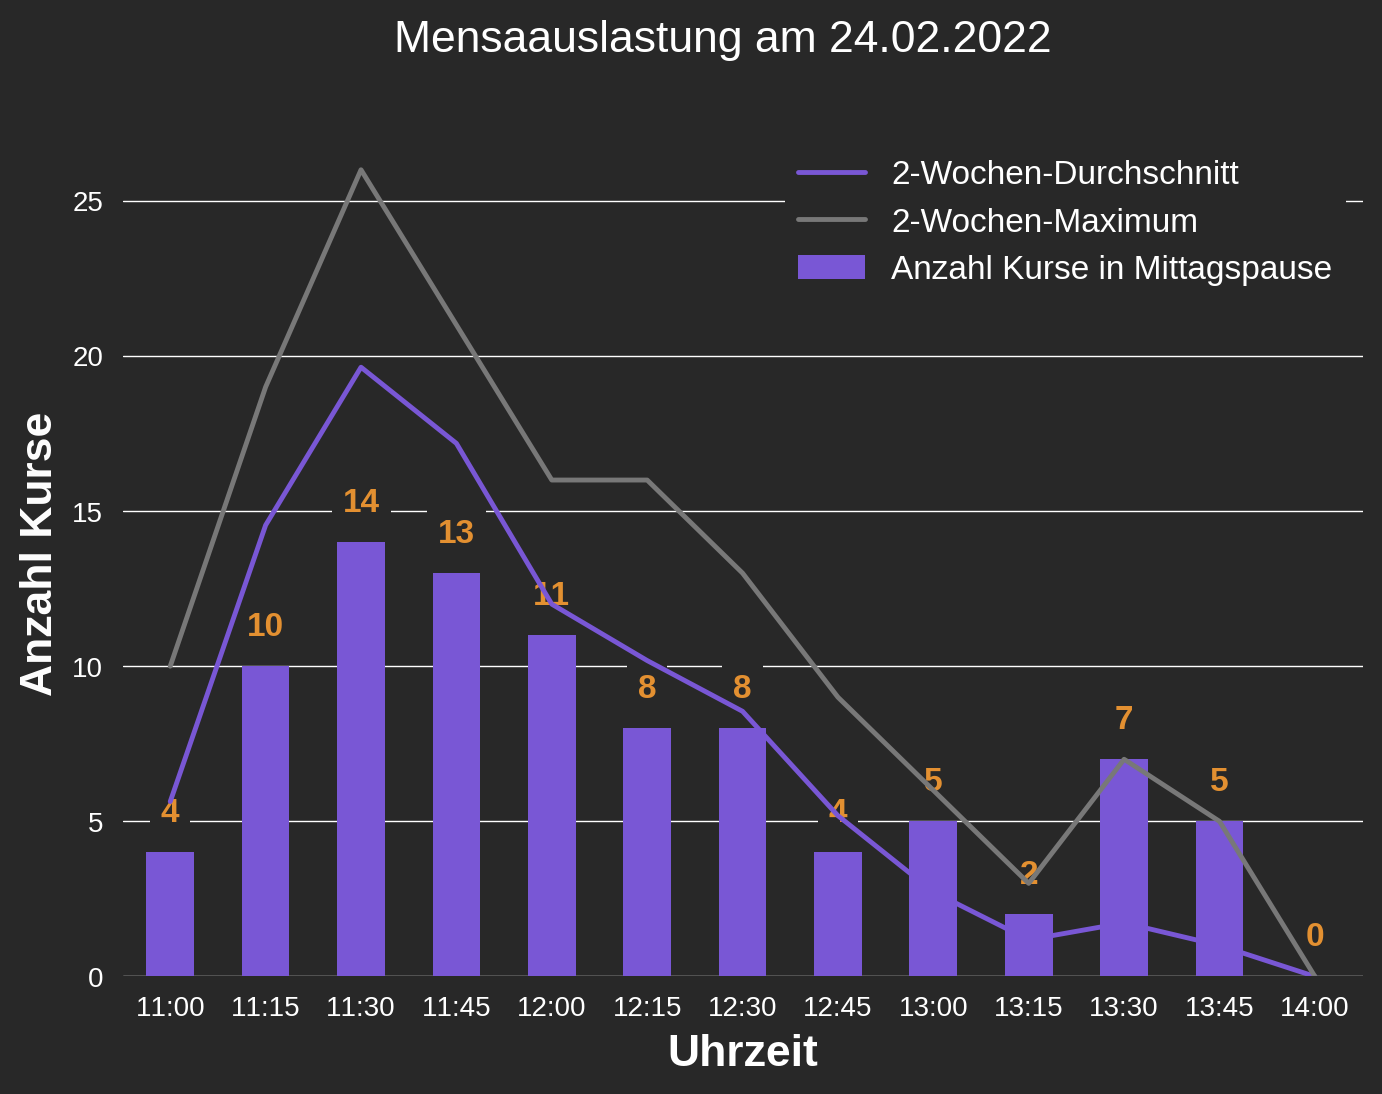 Mensaauslastung am 24.02.2022
2-Wochen-Durchschnitt
2-Wochen-Maximum
Anzahl Kurse in Mittagspause
Anzahl Kurse
25
20
15
10
5
0
4
10
14
13
11
8
8
4
5
2
7
5
0
11:00 11:15 11:30 11:45 12:00 12:15 12:30 12:45 13:00 13:15 13:30 13:45 14:00
Uhrzeit